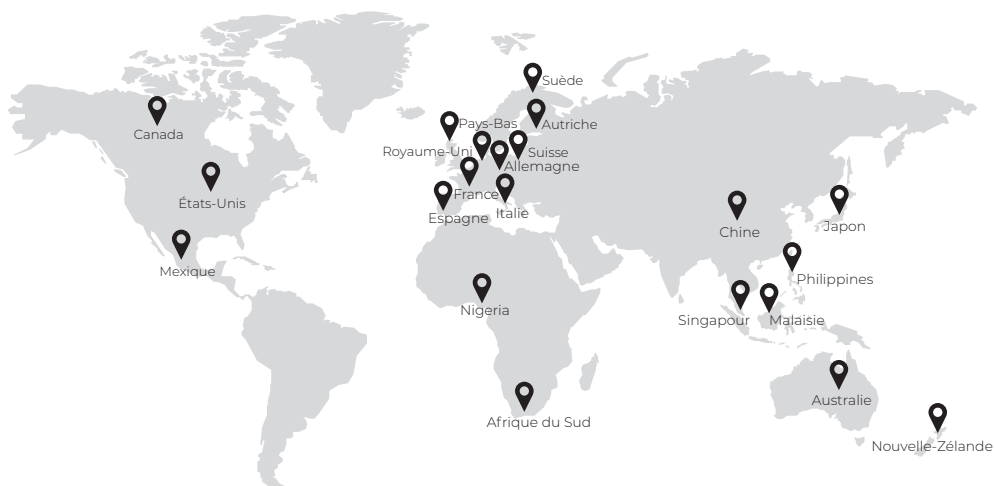 Suède
Pays-Bas
Autriche
Canada
Royaume-Uni
Suisse
Allemagne
France
États-Unis
Italie
Espagne
Japon
Chine
Mexique
Philippines
Nigeria
Singapour
Malaisie
Australie
Afrique du Sud
Nouvelle-Zélande